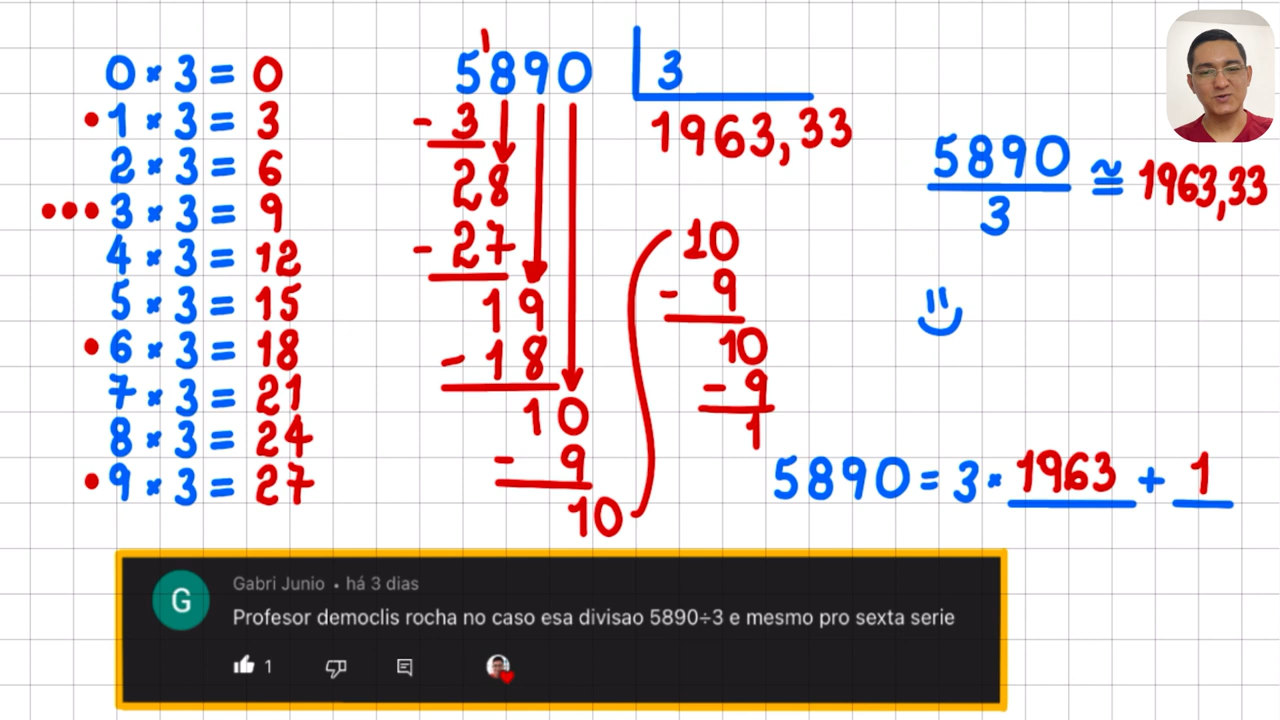 0 × 3 = 0
• 1 × 3 = 3
2 × 3 = 6
••• 3 × 3 = 9
4 × 3 = 12
5 × 3 = 15
• 6 × 3 = 18
7 × 3 = 21
8 × 3 = 24
• 9 × 3 = 27
1
5890 3
- 3 1963,33
28
- 27
19
- 18
10
- 9
10
10
- 9
10
- 9
1
5890
3
≅ 1963,33
5890 = 3 · 1963 + 1
G
Gabri Junio • há 3 dias
Profesor democlis rocha no caso esa divisao 5890÷3 e mesmo pro sexta serie
1